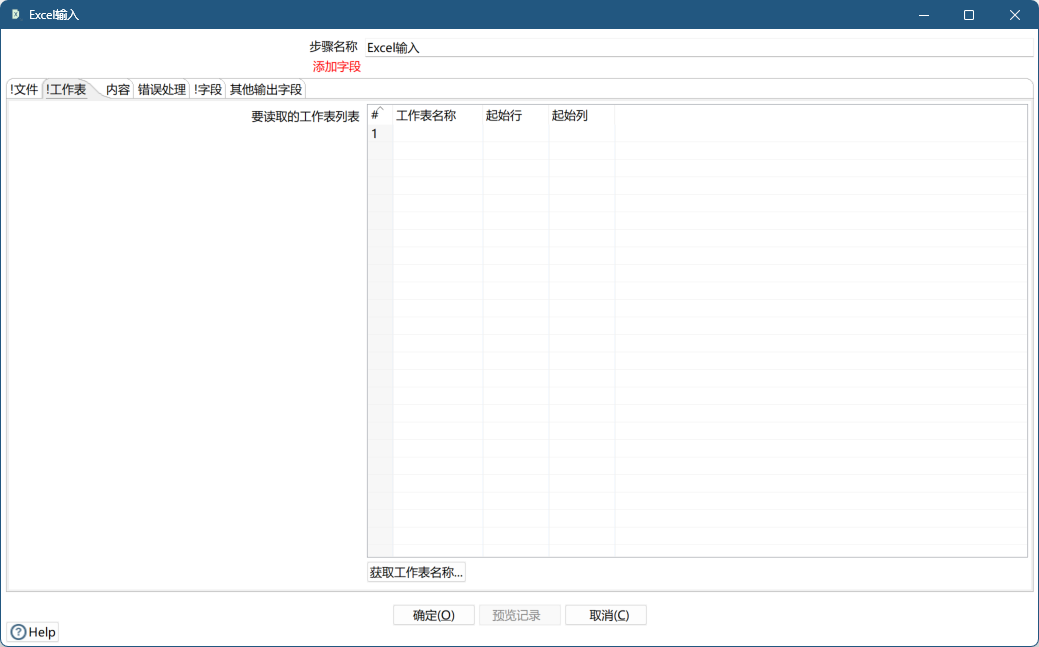 Excel输入
步骤名称 Excel输入
添加字段
!文件 !工作表 内容 错误处理 !字段 其他输出字段
要读取的工作表列表 # 工作表名称 起始行 起始列
1
获取工作表名称...
确定(O) 预览记录 取消(C)
Help